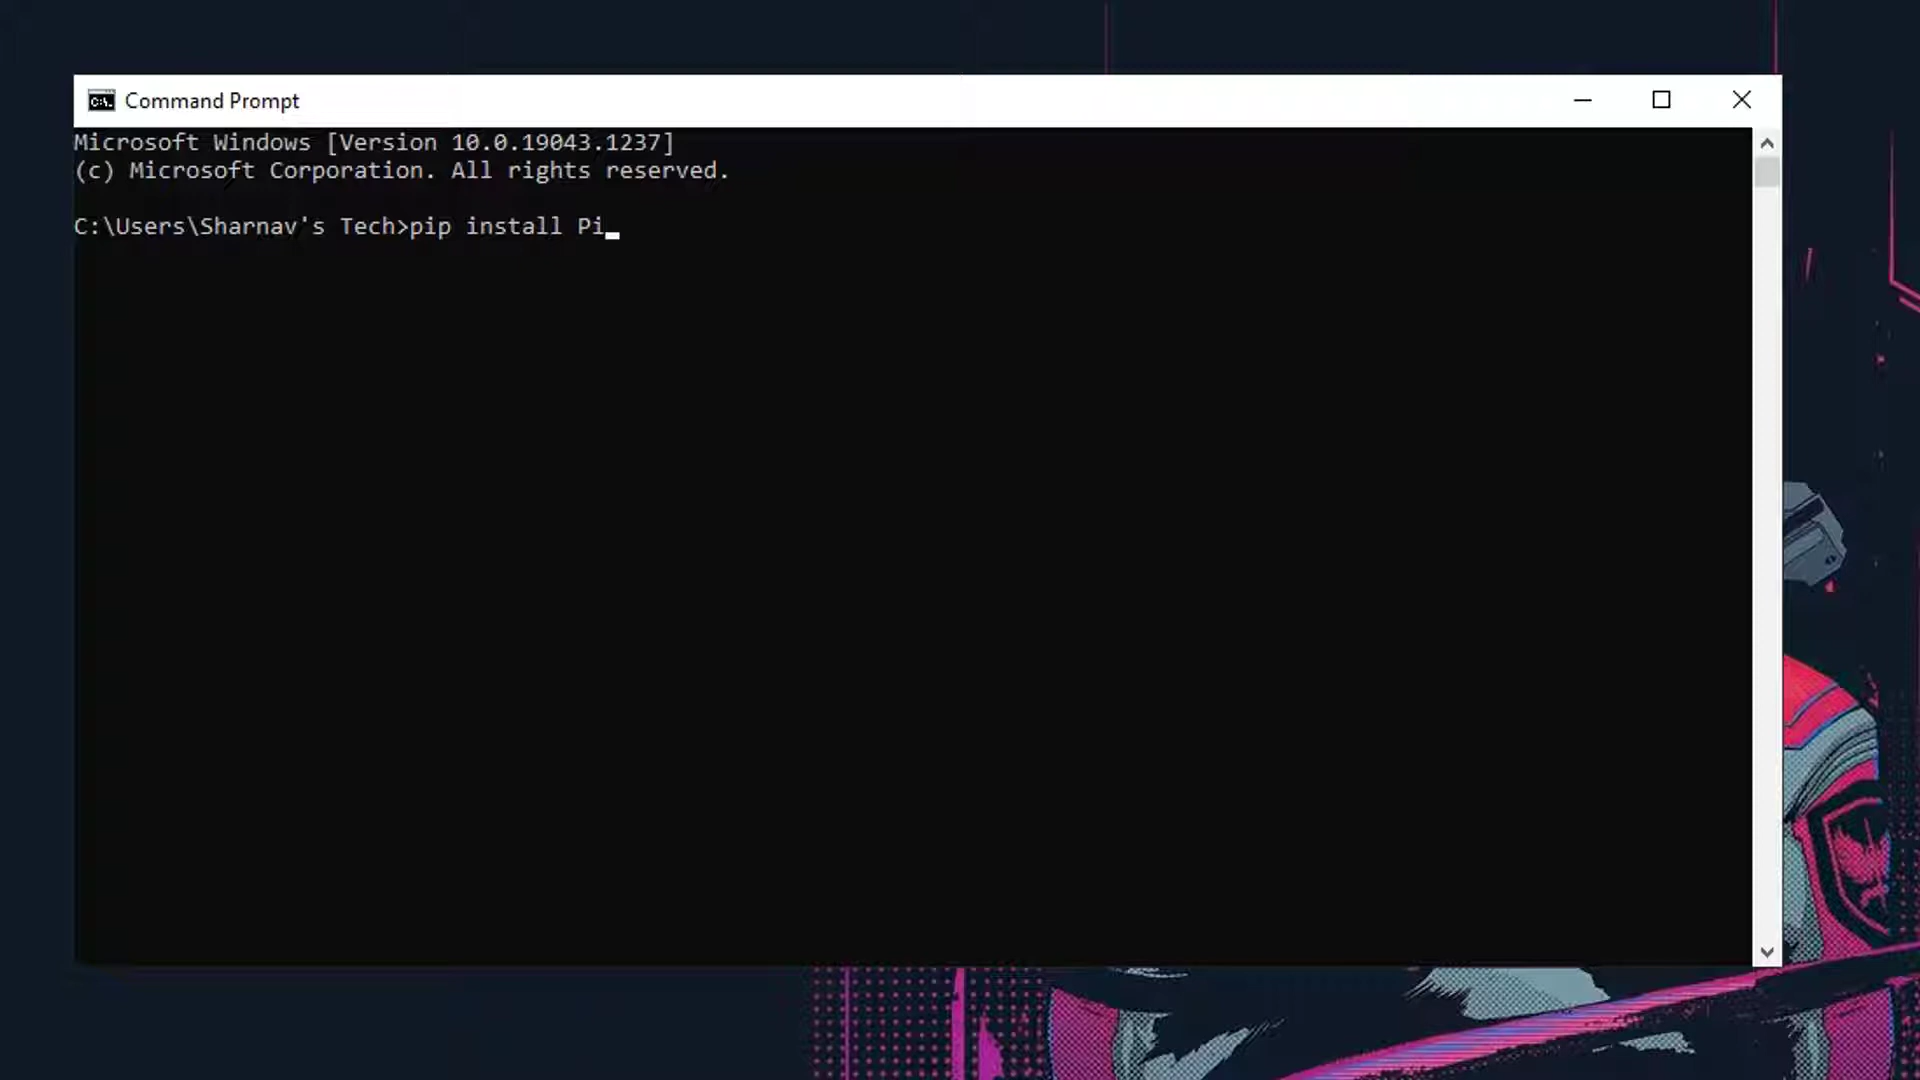 Command Prompt
Microsoft Windows [Version 10.0.19043.1237]
(c) Microsoft Corporation. All rights reserved.
C:\Users\Sharnav's Tech>pip install Pi